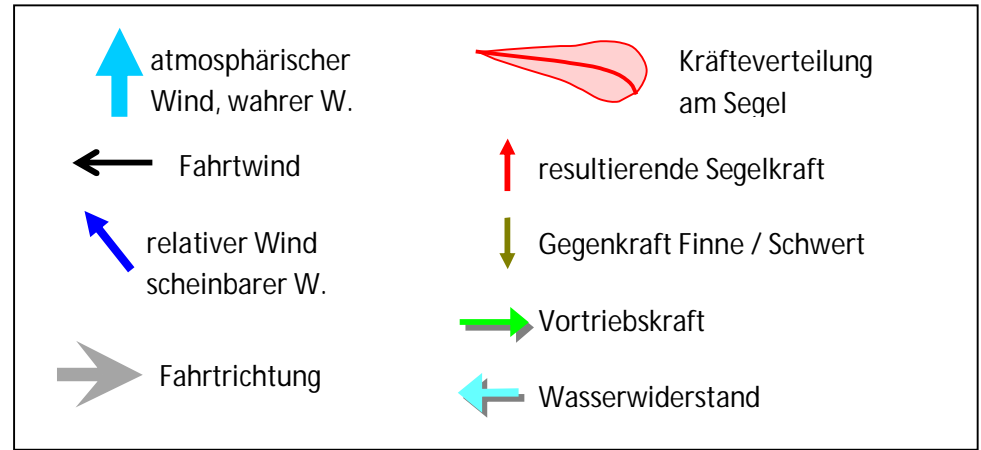 atmosphärischer
Wind, wahrer W.
Fahrtwind
relativer Wind
scheinbarer W.
Fahrtrichtung
Kräfteverteilung
am Segel
resultierende Segelkraft
Gegenkraft Finne / Schwert
Vortriebskraft
Wasserwiderstand